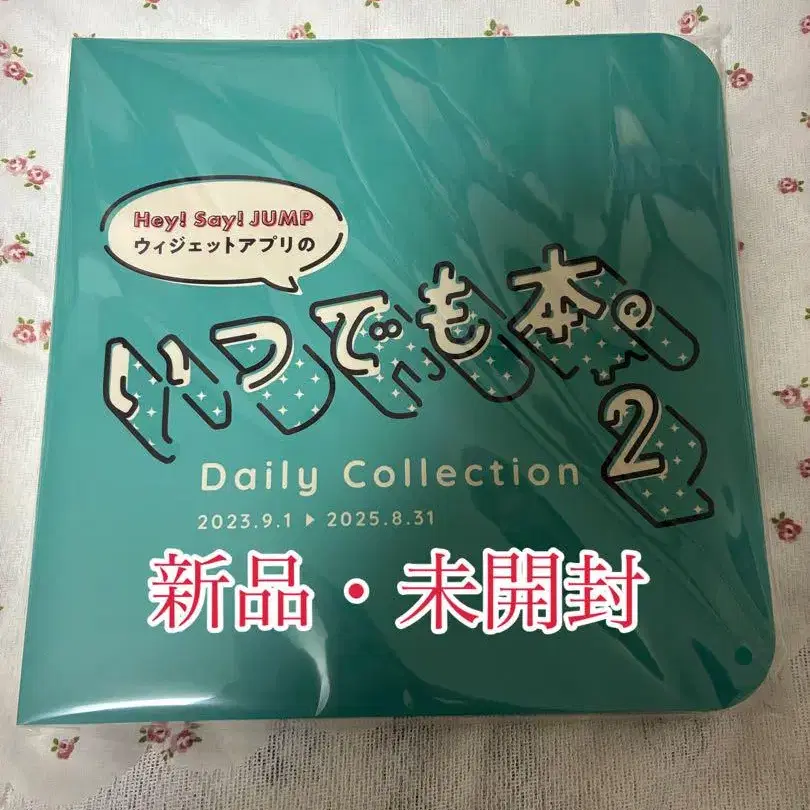 Hey! Say! JUMP
ウィジェットアプリの
いつでも本。2
Daily Collection
2023.9.1 ▶ 2025.8.31
新品・未開封